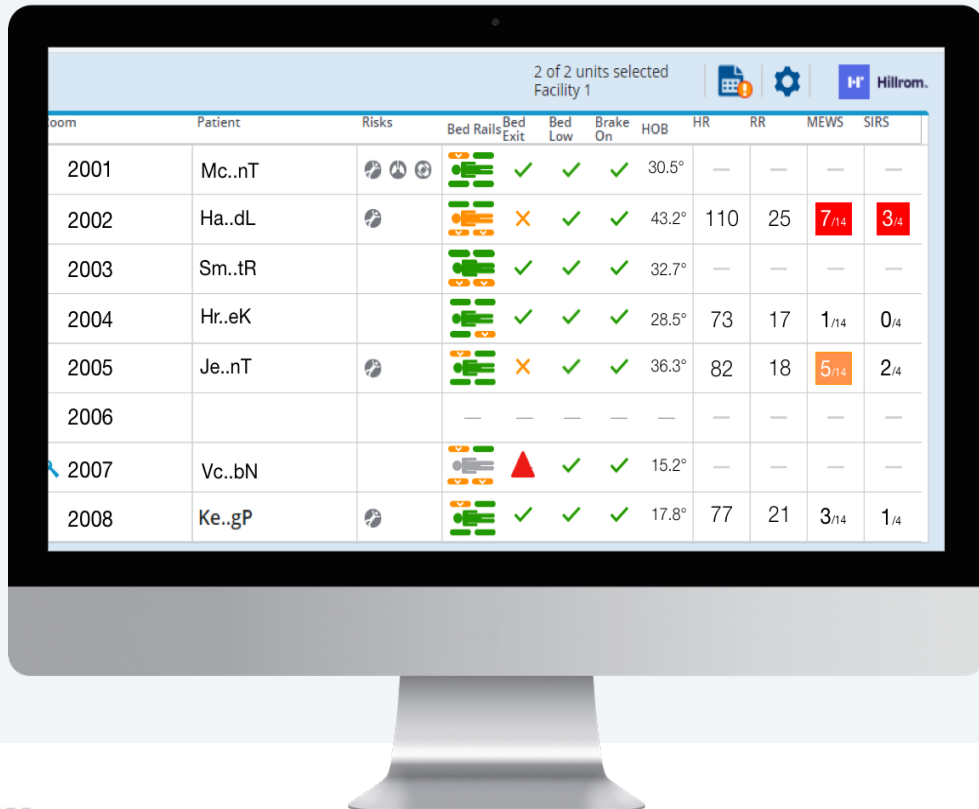 2 of 2 units selected
Facility 1
Hillrom.
oom Patient Risks Bed Rails Bed Exit Bed Low Brake On HOB HR RR MEWS SIRS
2001 Mc..nT 30.5° — — — —
2002 Ha..dL 43.2° 110 25 7/14 3/4
2003 Sm..tR 32.7° — — — —
2004 Hr..eK 28.5° 73 17 1/14 0/4
2005 Je..nT 36.3° 82 18 5/14 2/4
2006 — — — — — — — — —
2007 Vc..bN 15.2° — — — —
2008 Ke..gP 17.8° 77 21 3/14 1/4